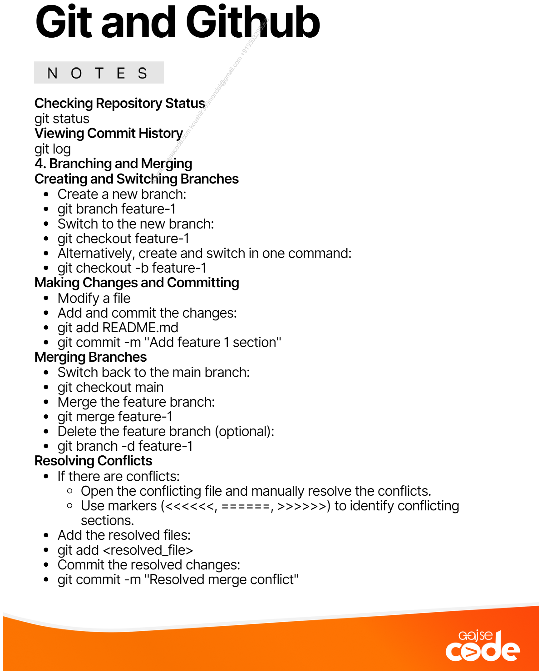 Git and Github
NOTES
Checking Repository Status
git status
Viewing Commit History
git log
4. Branching and Merging
Creating and Switching Branches
• Create a new branch:
• git branch feature-1
• Switch to the new branch:
• git checkout feature-1
• Alternatively, create and switch in one command:
• git checkout -b feature-1
Making Changes and Committing
• Modify a file
• Add and commit the changes:
• git add README.md
• git commit -m "Add feature 1 section"
Merging Branches
• Switch back to the main branch:
• git checkout main
• Merge the feature branch:
• git merge feature-1
• Delete the feature branch (optional):
• git branch -d feature-1
Resolving Conflicts
• If there are conflicts:
◦ Open the conflicting file and manually resolve the conflicts.
◦ Use markers (<<<<<<, ======, >>>>>>) to identify conflicting
sections.
• Add the resolved files:
• git add <resolved_file>
• Commit the resolved changes:
• git commit -m "Resolved merge conflict"
aajse
code